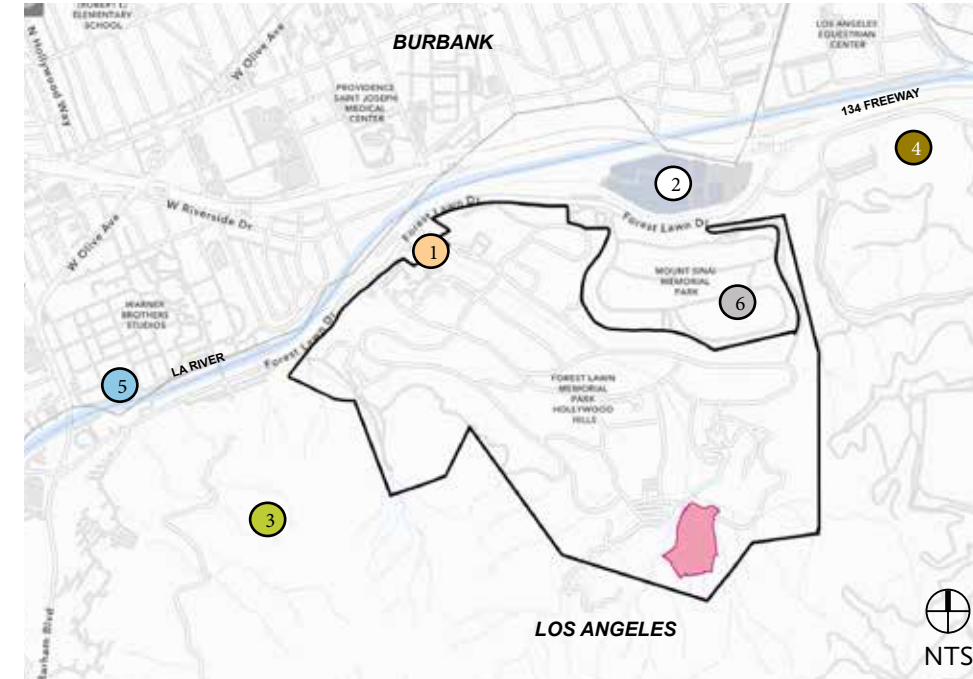 (ROBERT E)
ELEMENTARY
SCHOOL
N Hollywood Way
W Olive Ave
BURBANK
LOS ANGELES
EQUESTRIAN
CENTER
PROVIDENCE
SAINT JOSEPH
MEDICAL
CENTER
134 FREEWAY
4
2
W Riverside Dr
Forest Lawn Dr
Forest Lawn Dr
W Olive Ave
1
MOUNT SINAI
MEMORIAL
PARK
6
WARNER
BROTHERS
STUDIOS
Forest Lawn Dr
LA RIVER
5
FOREST LAWN
MEMORIAL
PARK
HOLLYWOOD
HILLS
3
LOS ANGELES
Barham Blvd
NTS